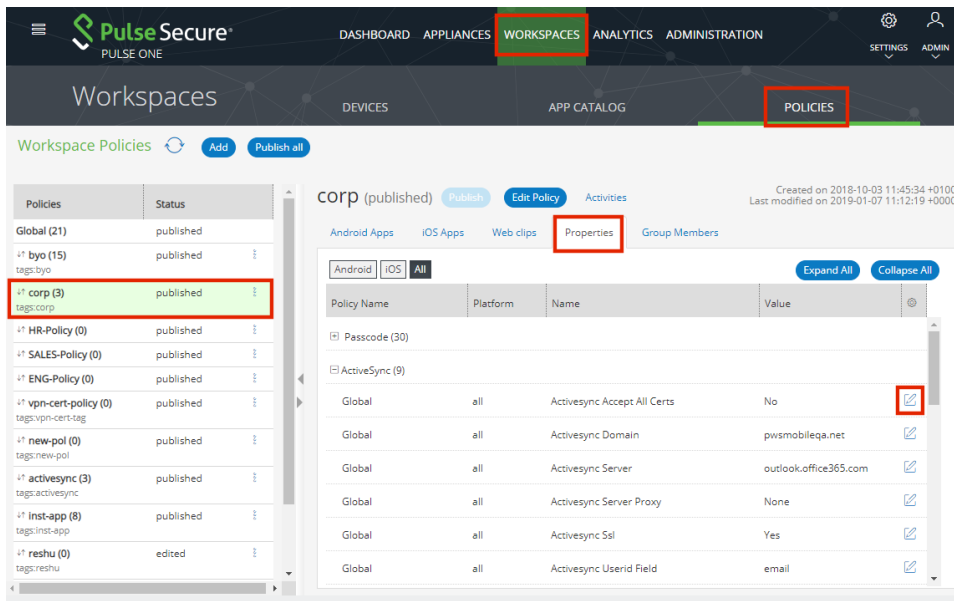 Pulse Secure®
PULSE ONE
DASHBOARD APPLIANCES WORKSPACES ANALYTICS ADMINISTRATION
SETTINGS ADMIN
Workspaces
DEVICES APP CATALOG POLICIES
Workspace Policies Add Publish all
Policies Status
Global (21) published
byo (15) published
tags:byo
corp (3) published
tags:corp
HR-Policy (0) published
SALES-Policy (0) published
ENG-Policy (0) published
vpn-cert-policy (0) published
tags:vpn-cert-tag
new-pol (0) published
tags:new-pol
activesync (3) published
tags:activesync
inst-app (8) published
tags:inst-app
reshu (0) edited
tags:reshu
corp (published) Publish Edit Policy Activities
Created on 2018-10-03 11:45:34 +0100
Last modified on 2019-01-07 11:12:19 +0000
Android Apps iOS Apps Web clips Properties Group Members
Android iOS All Expand All Collapse All
Policy Name Platform Name Value
Passcode (30)
ActiveSync (9)
Global all Activesync Accept All Certs No
Global all Activesync Domain pwsmobileqa.net
Global all Activesync Server outlook.office365.com
Global all Activesync Server Proxy None
Global all Activesync Ssl Yes
Global all Activesync Userid Field email